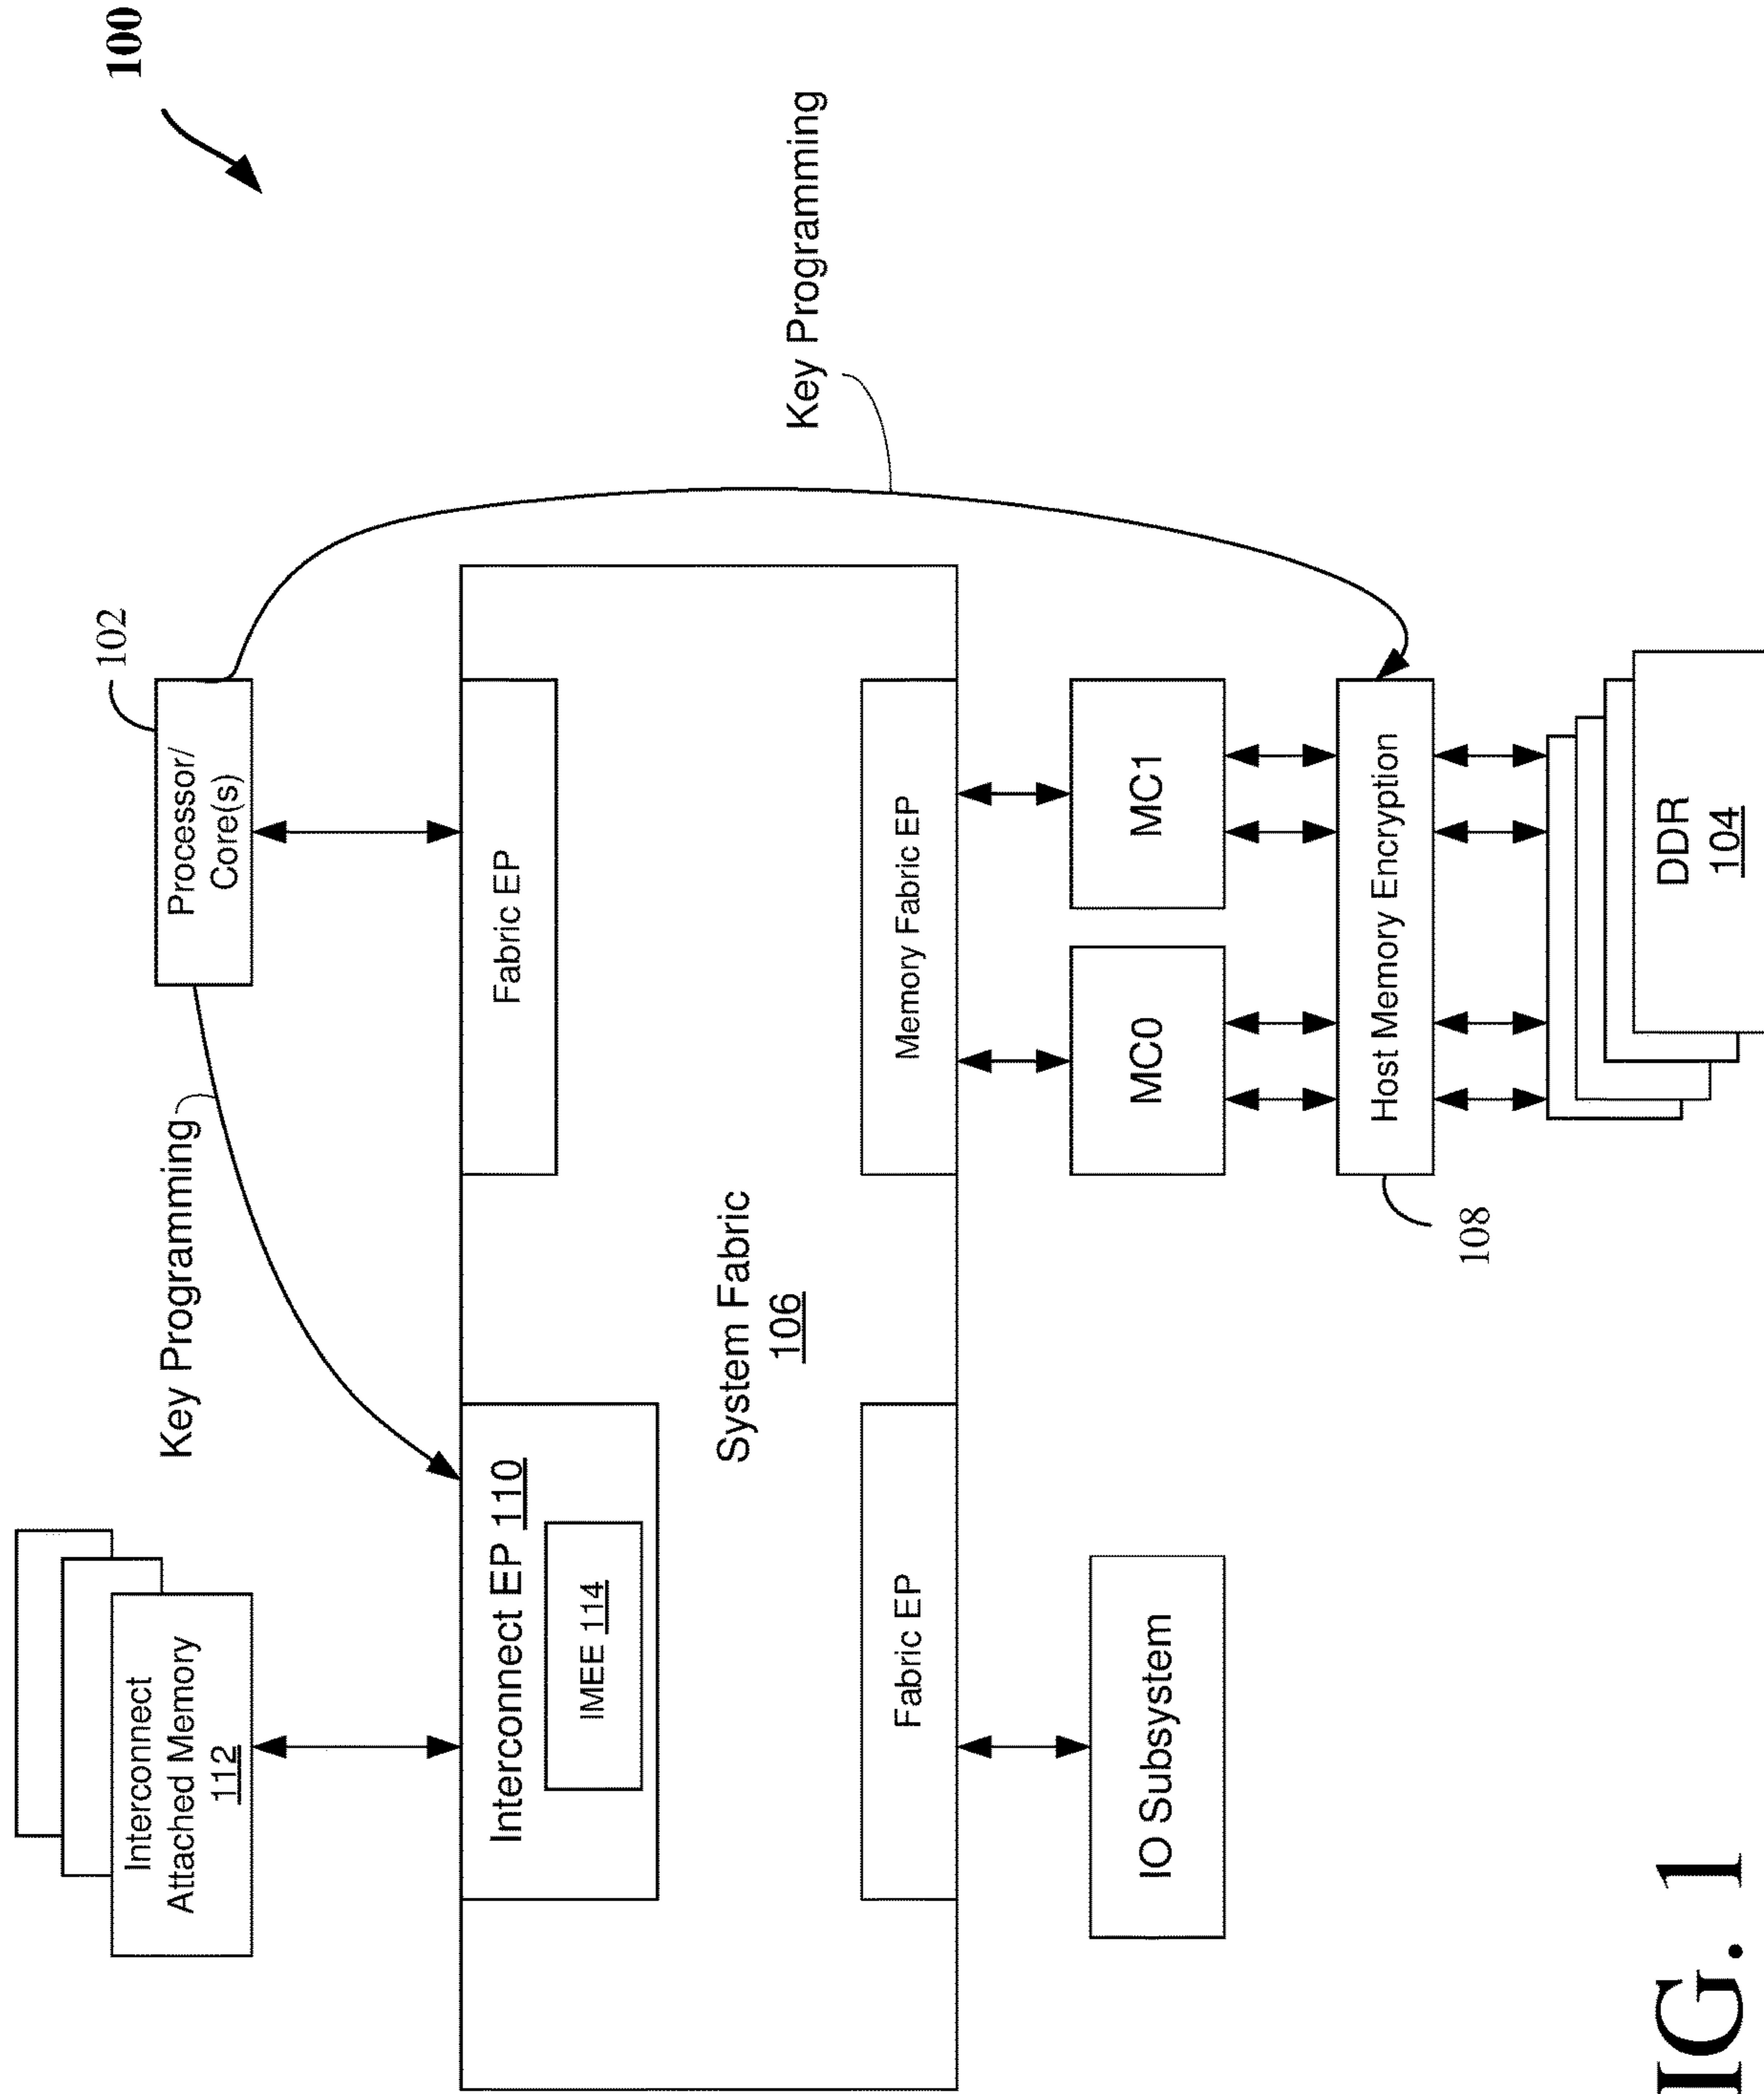 100
Key Programming
102
Processor/
Core(s)
Key Programming
Interconnect
Attached Memory
112
Interconnect EP 110
IMEE 114
Fabric EP
System Fabric
106
Fabric EP
Memory Fabric EP
IO Subsystem
MC0
MC1
Host Memory Encryption
108
DDR
104
IG. 1